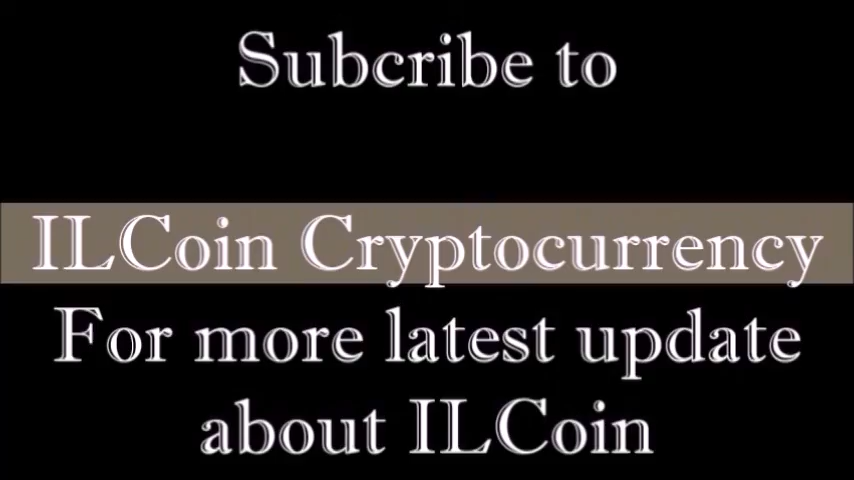 Subcribe to
ILCoin Cryptocurrency
For more latest update
about ILCoin